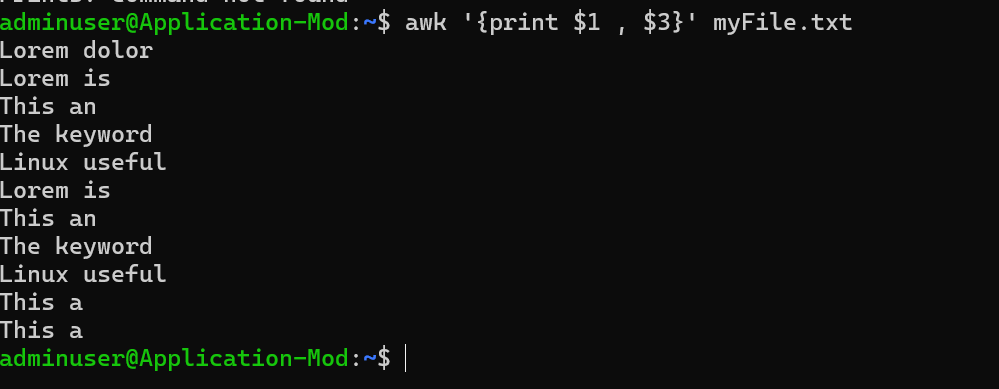 adminuser@Application-Mod:~$ awk '{print $1 , $3}' myFile.txt
Lorem dolor
Lorem is
This an
The keyword
Linux useful
Lorem is
This an
The keyword
Linux useful
This a
This a
adminuser@Application-Mod:~$